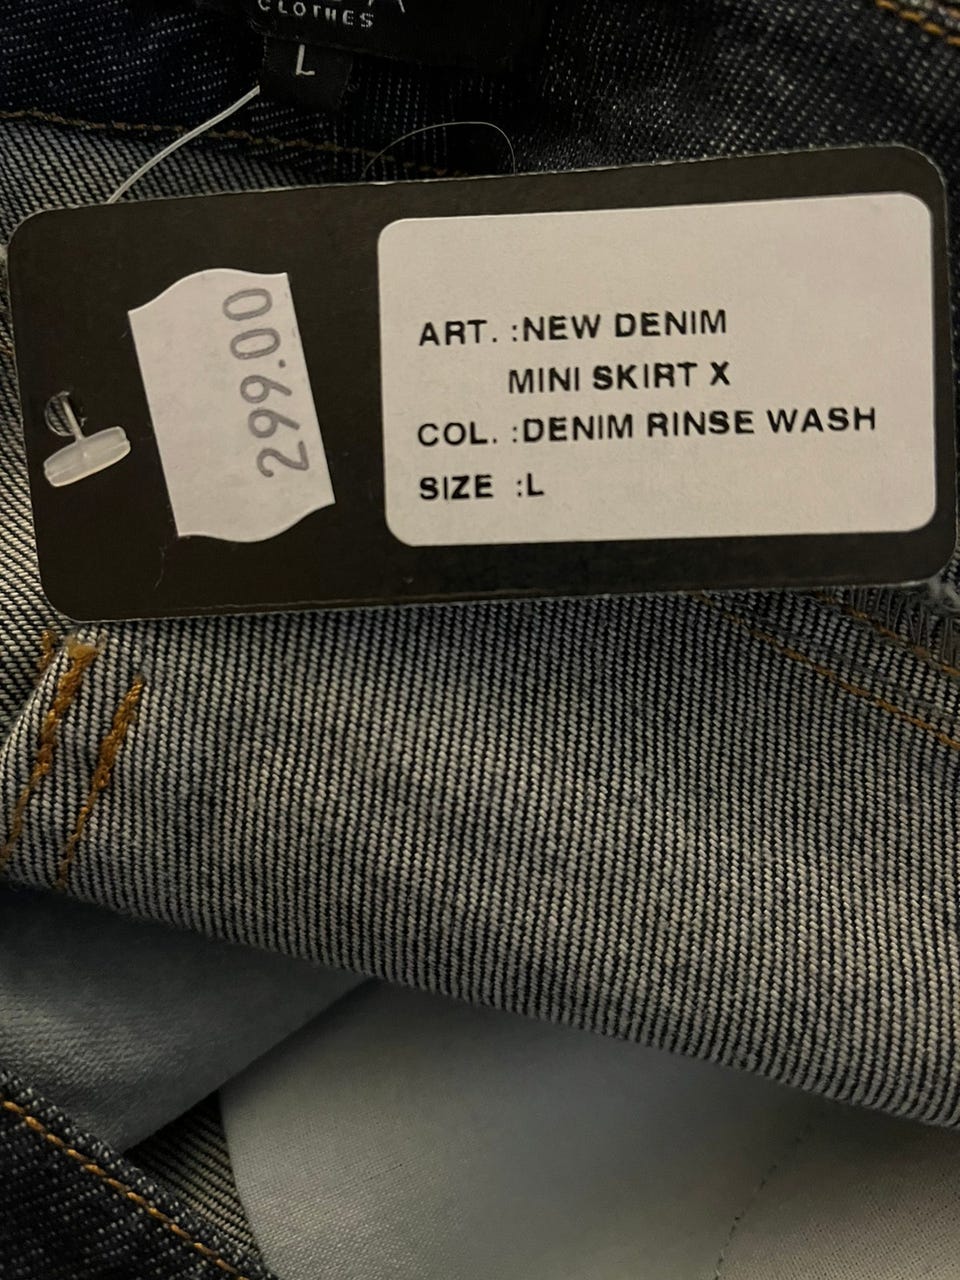 CLOTHES
L
299.00
ART. :NEW DENIM
MINI SKIRT X
COL. :DENIM RINSE WASH
SIZE :L